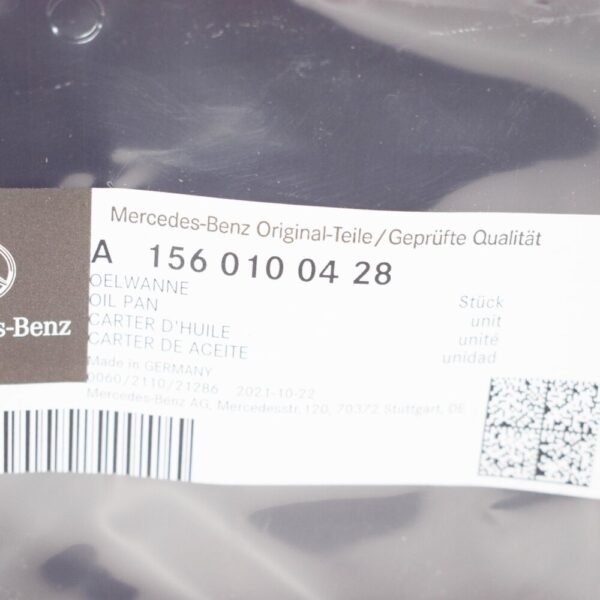 Mercedes-Benz Original-Teile/Geprüfte Qualität
A 156 010 04 28
OELWANNE
OIL PAN Stück
CARTER D'HUILE unit
CARTER DE ACEITE unité
unidad
s-Benz
Made in GERMANY
0060/2110/21286 2021-10-22
Mercedes-Benz AG, Mercedesstr.120, 70372 Stuttgart, DE